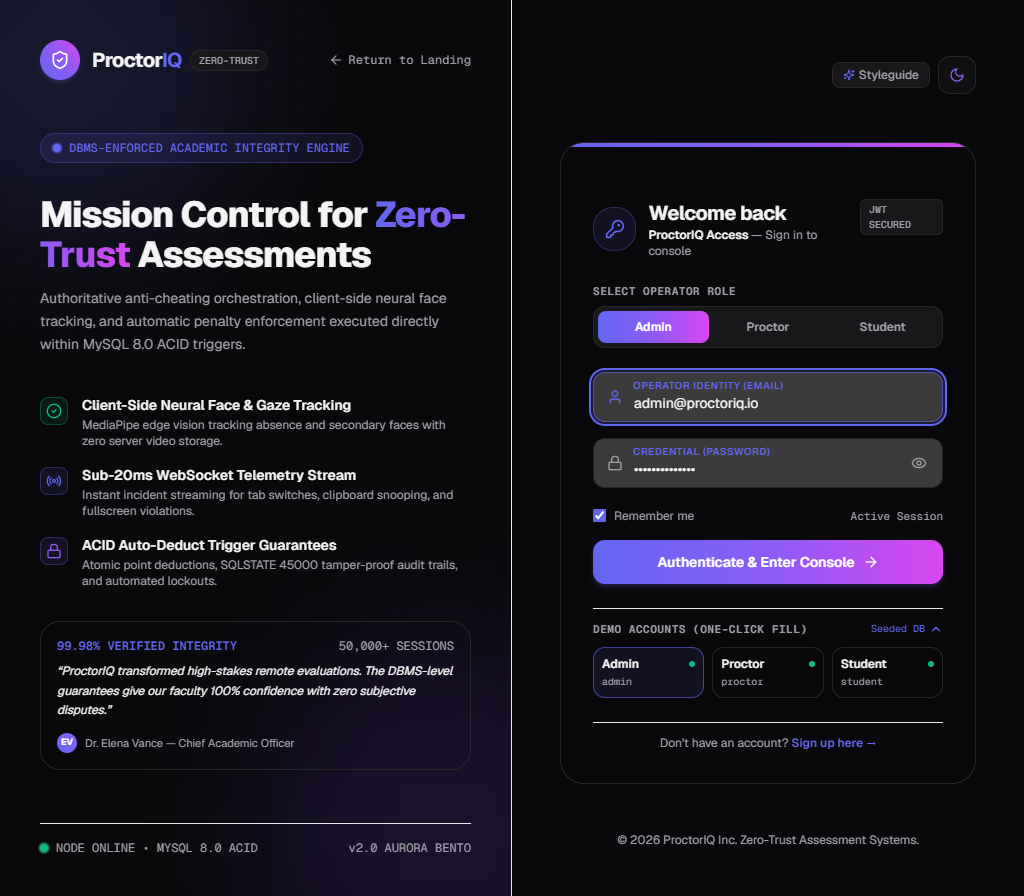 ProctorIQ
ZERO-TRUST
← Return to Landing
DBMS-ENFORCED ACADEMIC INTEGRITY ENGINE
Mission Control for Zero-
Trust Assessments
Authoritative anti-cheating orchestration, client-side neural face
tracking, and automatic penalty enforcement executed directly
within MySQL 8.0 ACID triggers.
Client-Side Neural Face & Gaze Tracking
MediaPipe edge vision tracking absence and secondary faces with
zero server video storage.
Sub-20ms WebSocket Telemetry Stream
Instant incident streaming for tab switches, clipboard snooping, and
fullscreen violations.
ACID Auto-Deduct Trigger Guarantees
Atomic point deductions, SQLSTATE 45000 tamper-proof audit trails,
and automated lockouts.
99.98% VERIFIED INTEGRITY
50,000+ SESSIONS
“ProctorIQ transformed high-stakes remote evaluations. The DBMS-level
guarantees give our faculty 100% confidence with zero subjective
disputes.”
EV
Dr. Elena Vance — Chief Academic Officer
NODE ONLINE • MYSQL 8.0 ACID
v2.0 AURORA BENTO
Styleguide
Welcome back
ProctorIQ Access — Sign in to
console
JWT
SECURED
SELECT OPERATOR ROLE
Admin
Proctor
Student
OPERATOR IDENTITY (EMAIL)
admin@proctoriq.io
CREDENTIAL (PASSWORD)
••••••••••••••
Remember me
Active Session
Authenticate & Enter Console →
DEMO ACCOUNTS (ONE-CLICK FILL)
Seeded DB
Admin
admin
Proctor
proctor
Student
student
Don't have an account? Sign up here →
© 2026 ProctorIQ Inc. Zero-Trust Assessment Systems.